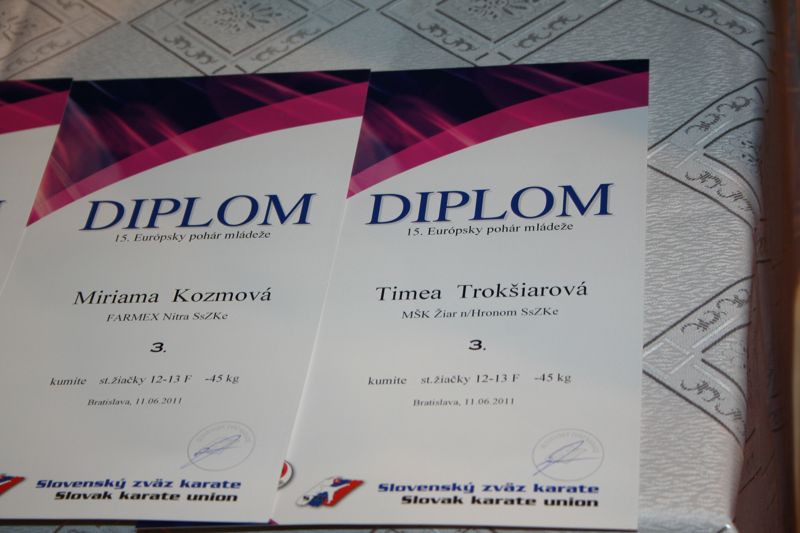 DIPLOM
15. Európsky pohár mládeže
Miriama Kozmová
FARMEX Nitra SsZKe
3.
kumite st.žiačky 12-13 F -45 kg
Bratislava, 11.06.2011
Slovenský zväz karate
Slovak karate union
DIPLOM
15. Európsky pohár mládeže
Timea Trokšiarová
MŠK Žiar n/Hronom SsZKe
3.
kumite st.žiačky 12-13 F -45 kg
Bratislava, 11.06.2011
Slovenský zväz karate
Slovak karate union